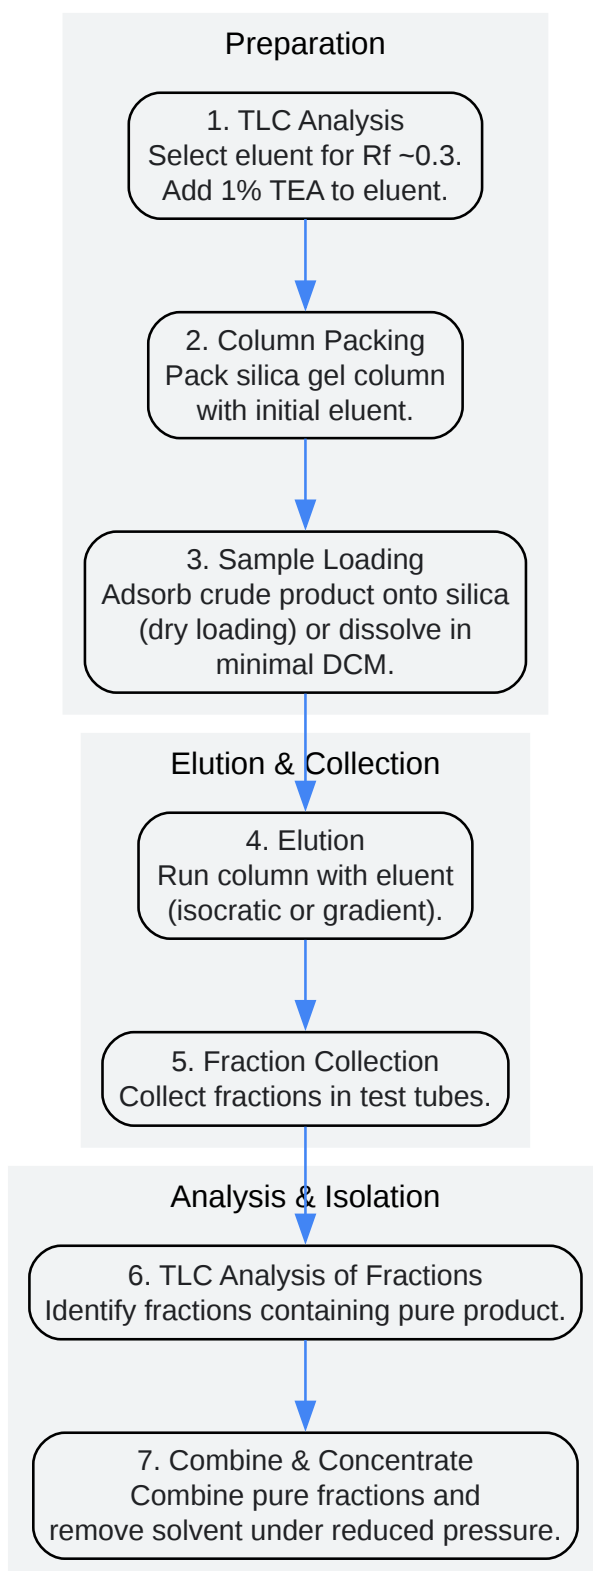 Preparation
1. TLC Analysis
Select eluent for Rf ~0.3.
Add 1% TEA to eluent.
2. Column Packing
Pack silica gel column
with initial eluent.
3. Sample Loading
Adsorb crude product onto silica
(dry loading) or dissolve in
minimal DCM.
Elution & Collection
4. Elution
Run column with eluent
(isocratic or gradient).
5. Fraction Collection
Collect fractions in test tubes.
Analysis & Isolation
6. TLC Analysis of Fractions
Identify fractions containing pure product.
7. Combine & Concentrate
Combine pure fractions and
remove solvent under reduced pressure.